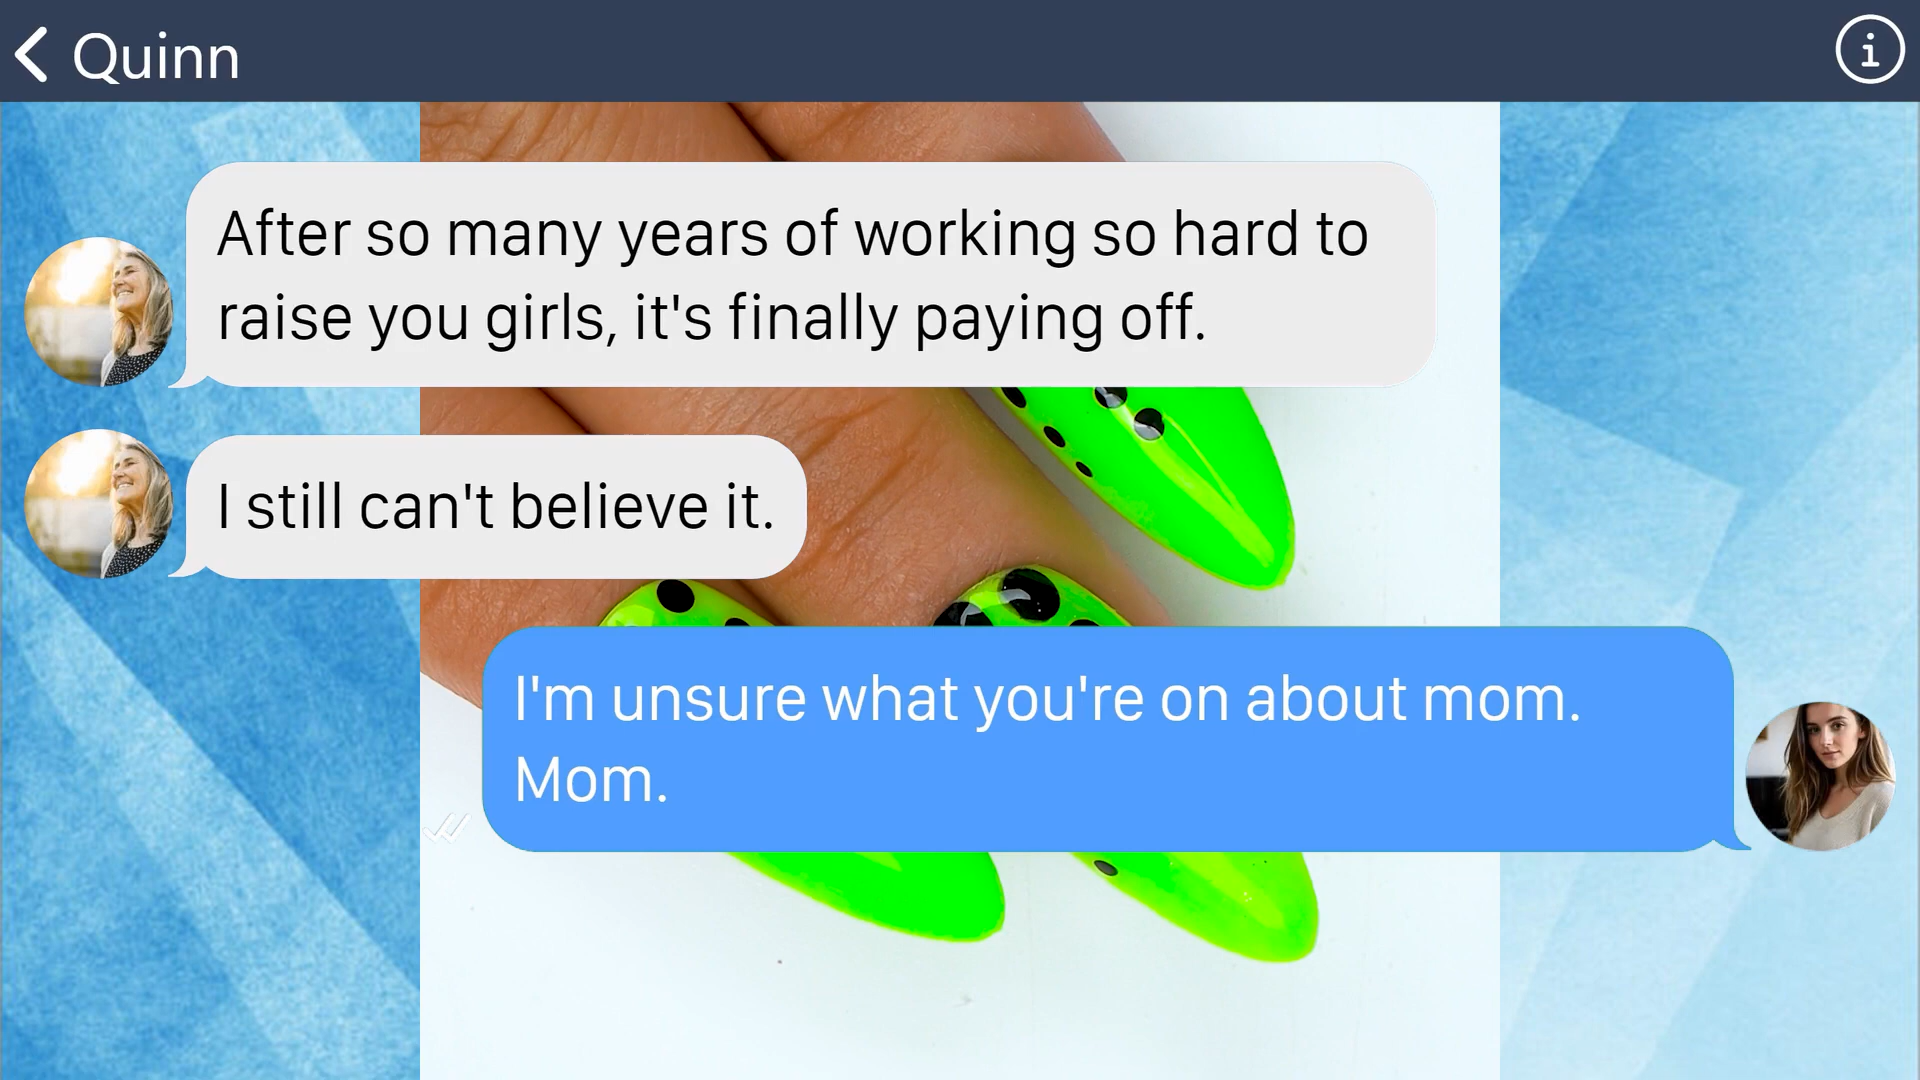 Quinn
After so many years of working so hard to
raise you girls, it's finally paying off.
I still can't believe it.
I'm unsure what you're on about mom.
Mom.